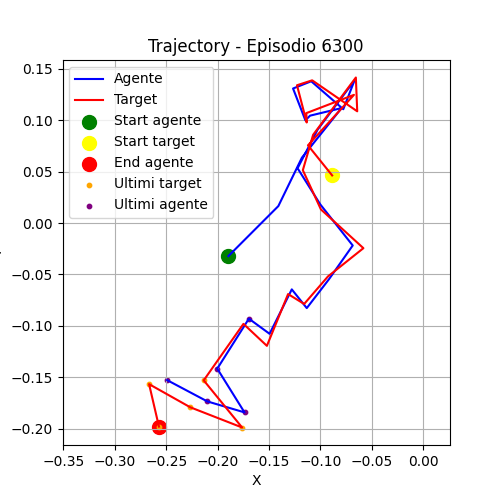 Trajectory - Episodio 6300
Agente
Target
Start agente
Start target
End agente
Ultimi target
Ultimi agente
0.15
0.10
0.05
0.00
−0.05
−0.10
−0.15
−0.20
−0.35
−0.30
−0.25
−0.20
−0.15
−0.10
−0.05
0.00
X